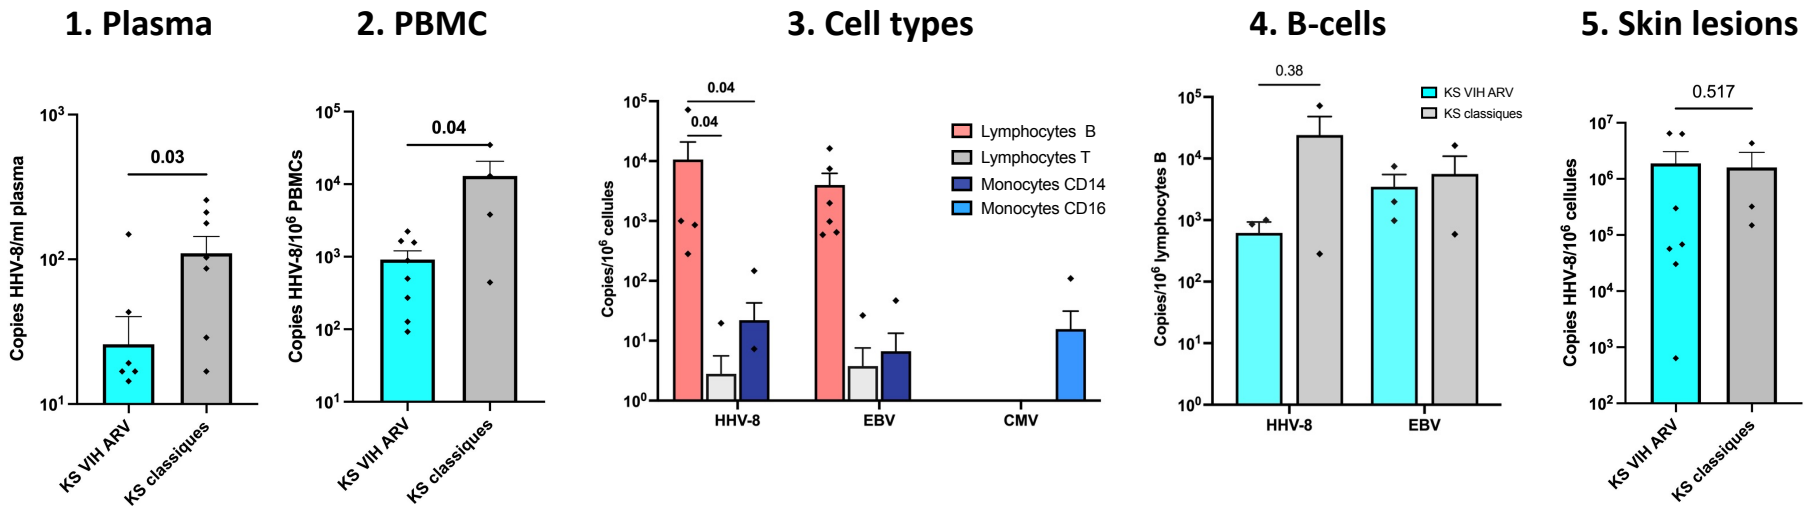 1. Plasma
Copies HHV-8/ml plasma
10³
10²
10¹
0.03
KS VIH ARV
KS classiques
2. PBMC
Copies HHV-8/10⁶ PBMCs
10⁵
10⁴
10³
10²
10¹
0.04
KS VIH ARV
KS classiques
3. Cell types
Copies/10⁶ cellules
10⁵
10⁴
10³
10²
10¹
10⁰
0.04
0.04
Lymphocytes B
Lymphocytes T
Monocytes CD14
Monocytes CD16
HHV-8
EBV
CMV
4. B-cells
Copies/10⁶ lymphocytes B
10⁵
10⁴
10³
10²
10¹
10⁰
0.38
KS VIH ARV
KS classiques
HHV-8
EBV
5. Skin lesions
Copies HHV-8/10⁶ cellules
10⁷
10⁶
10⁵
10⁴
10³
10²
0.517
KS VIH ARV
KS classiques